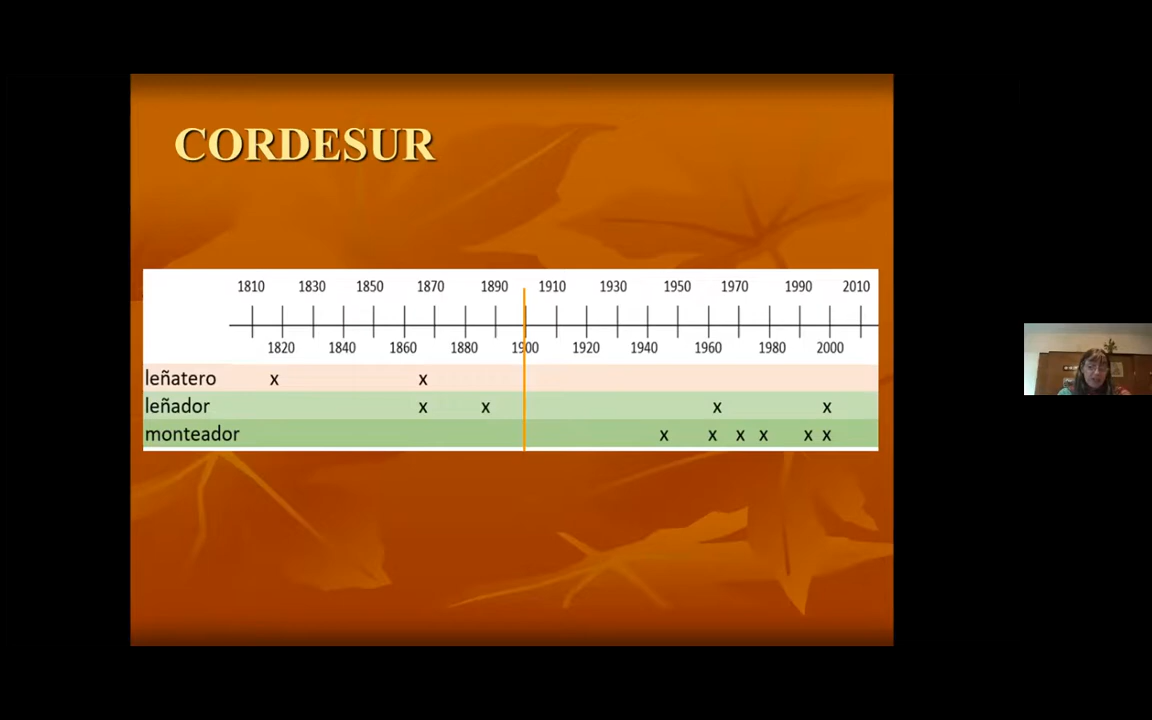 CORDESUR
1810 1830 1850 1870 1890 1910 1930 1950 1970 1990 2010
1820 1840 1860 1880 1900 1920 1940 1960 1980 2000
leñatero x x
leñador x x x x
monteador x x x x x x